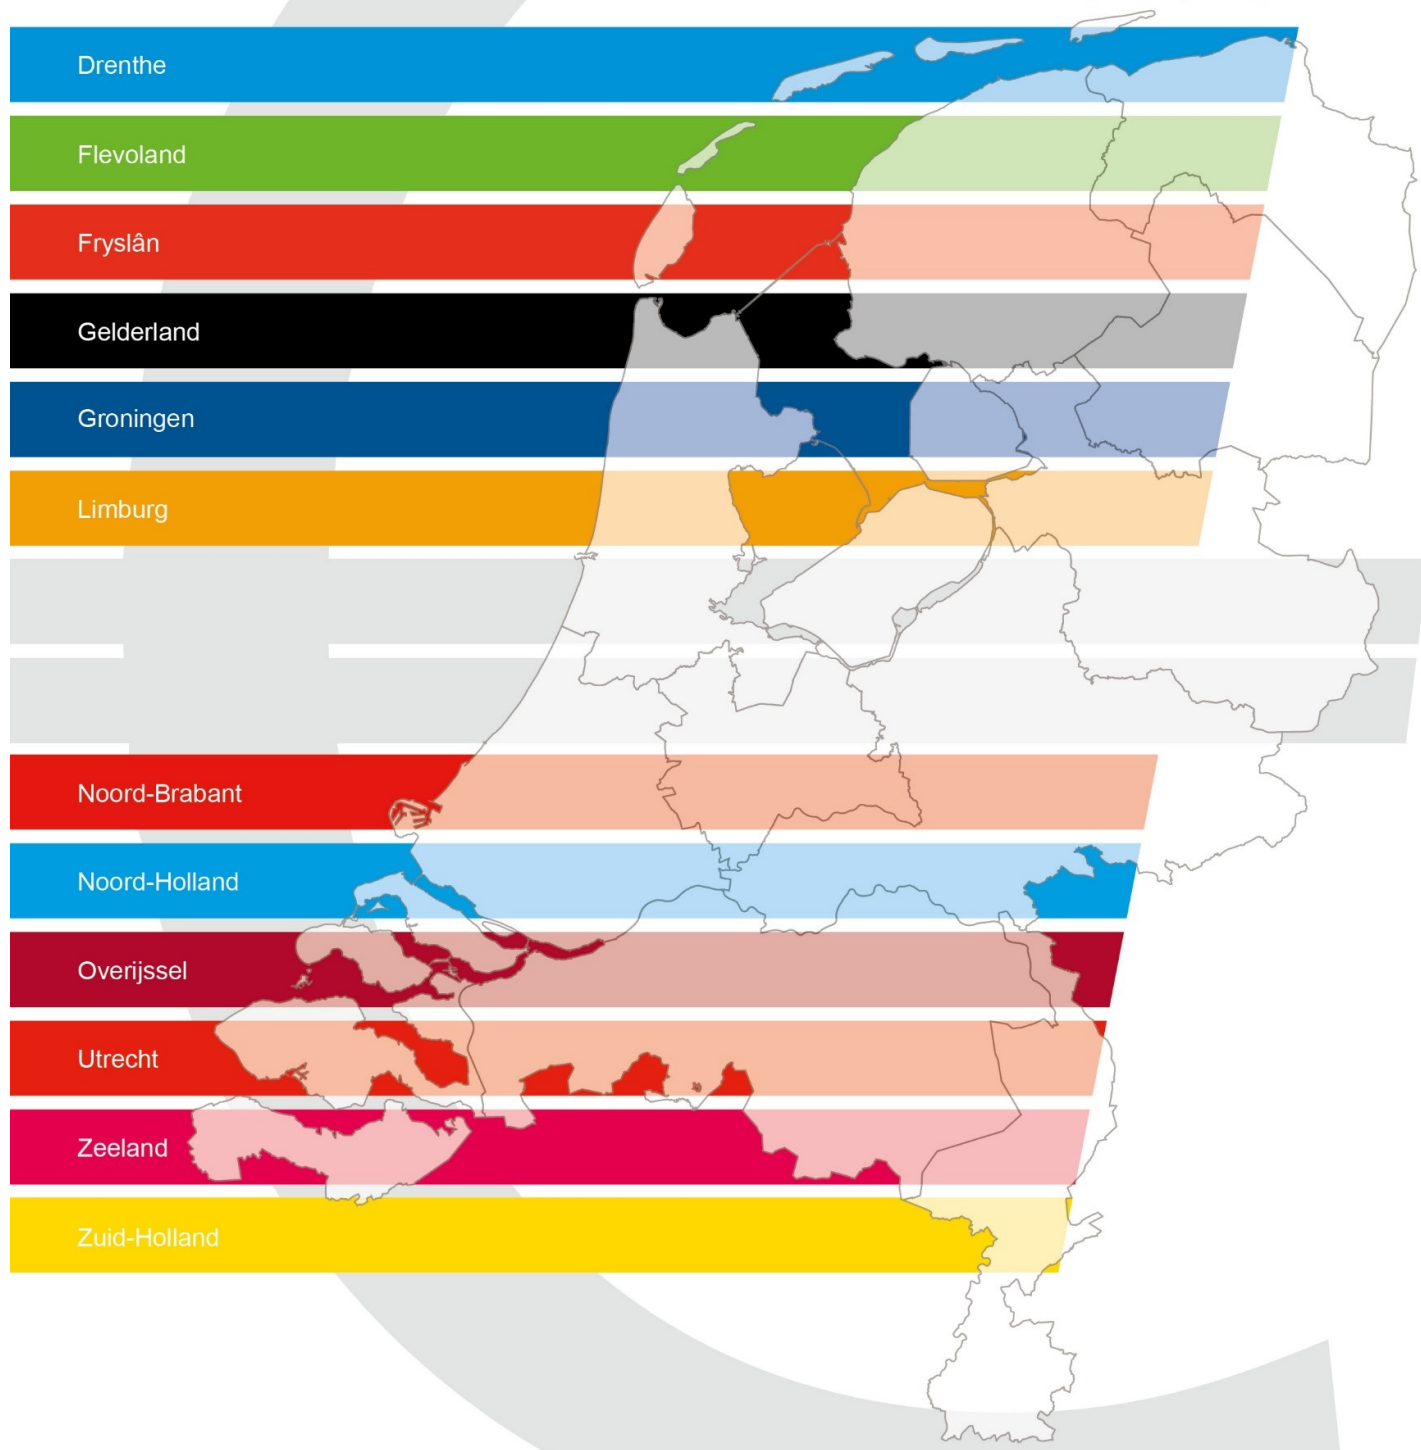 Drenthe
Flevoland
Fryslân
Gelderland
Groningen
Limburg
Noord-Brabant
Noord-Holland
Overijssel
Utrecht
Zeeland
Zuid-Holland